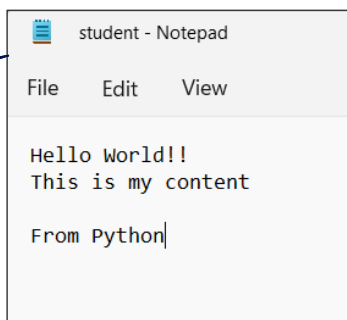 student - Notepad
File Edit View
Hello World!!
This is my content
From Python